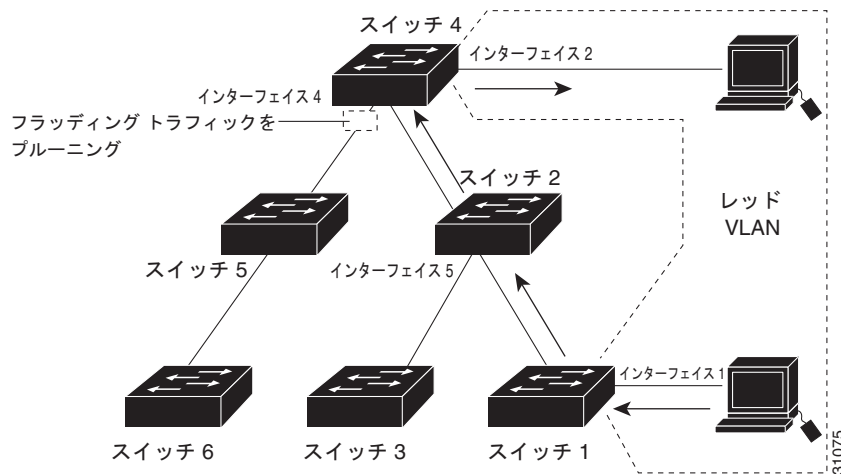 スイッチ 4
インターフェイス 2
インターフェイス 4
フラッディング トラフィックを
プルーニング
スイッチ 2
レッド
VLAN
スイッチ 5
インターフェイス 5
インターフェイス 1
スイッチ 6
スイッチ 3
スイッチ 1
31075